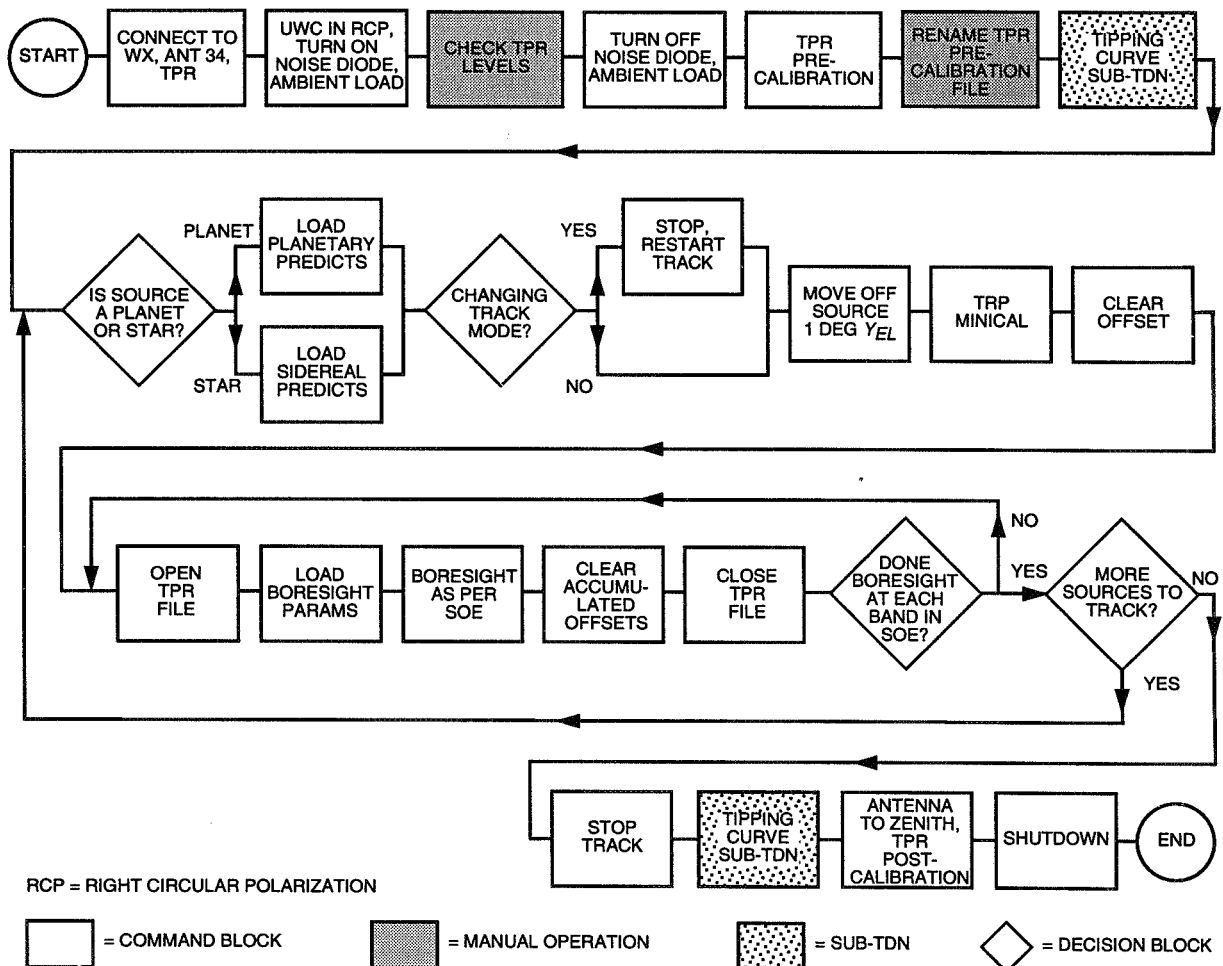 START
CONNECT TO
WX, ANT 34,
TPR
UWC IN RCP,
TURN ON
NOISE DIODE,
AMBIENT LOAD
CHECK TPR
LEVELS
TURN OFF
NOISE DIODE,
AMBIENT LOAD
TPR
PRE-
CALIBRATION
RENAME TPR
PRE-
CALIBRATION
FILE
TIPPING
CURVE
SUB-TDN
IS SOURCE
A PLANET
OR STAR?
PLANET
LOAD
PLANETARY
PREDICTS
STAR
LOAD
SIDEREAL
PREDICTS
CHANGING
TRACK
MODE?
YES
STOP,
RESTART
TRACK
NO
MOVE OFF
SOURCE
1 DEG YEL
TRP
MINICAL
CLEAR
OFFSET
OPEN
TPR
FILE
LOAD
BORESIGHT
PARAMS
BORESIGHT
AS PER
SOE
CLEAR
ACCUMU-
LATED
OFFSETS
CLOSE
TPR
FILE
DONE
BORESIGHT
AT EACH
BAND IN
SOE?
NO
YES
MORE
SOURCES TO
TRACK?
NO
YES
STOP
TRACK
TIPPING
CURVE
SUB-TDN
ANTENNA
TO ZENITH,
TPR
POST-
CALIBRATION
SHUTDOWN
END
RCP = RIGHT CIRCULAR POLARIZATION
= COMMAND BLOCK
= MANUAL OPERATION
= SUB-TDN
= DECISION BLOCK